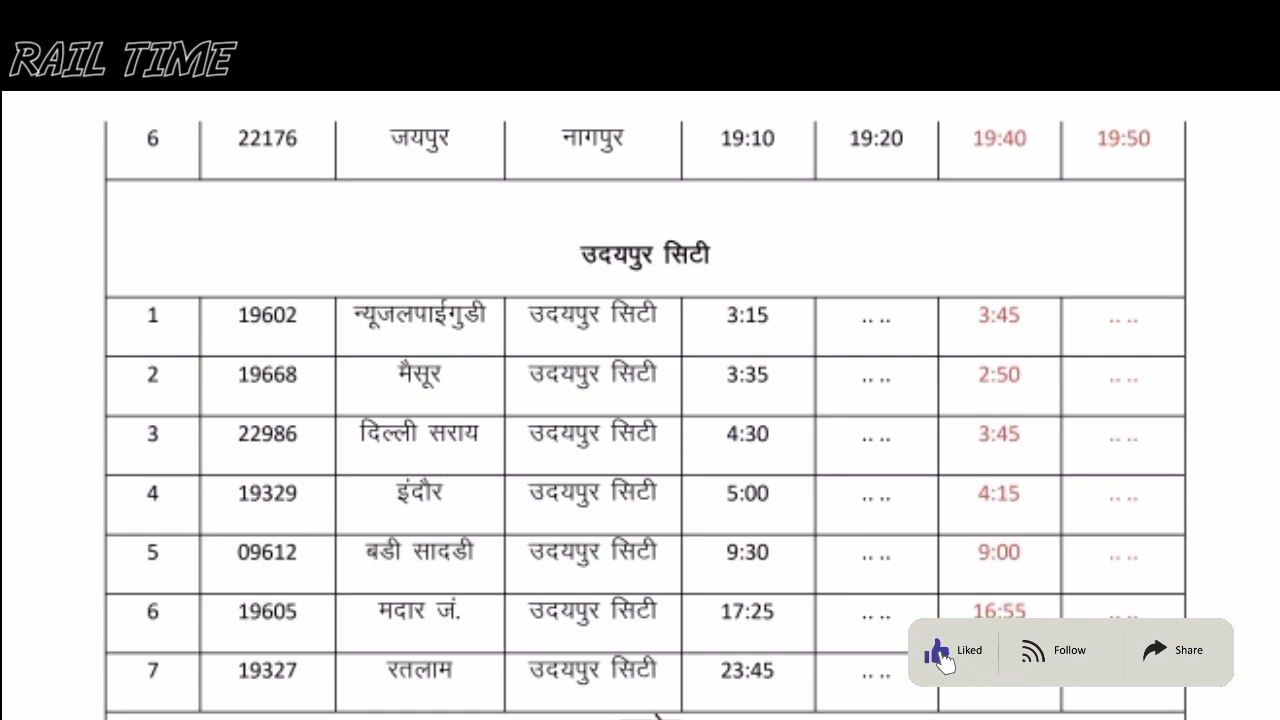 RAIL TIME
6 22176 जयपुर नागपुर 19:10 19:20 19:40 19:50
उदयपुर सिटी
1 19602 न्यूजलपाईगुडी उदयपुर सिटी 3:15 .. .. 3:45 .. ..
2 19668 मैसूर उदयपुर सिटी 3:35 .. .. 2:50 .. ..
3 22986 दिल्ली सराय उदयपुर सिटी 4:30 .. .. 3:45 .. ..
4 19329 इंदौर उदयपुर सिटी 5:00 .. .. 4:15 .. ..
5 09612 बडी सादडी उदयपुर सिटी 9:30 .. .. 9:00 .. ..
6 19605 मदार जं. उदयपुर सिटी 17:25 .. .. 16:55 .. ..
7 19327 रतलाम उदयपुर सिटी 23:45 .. ..
Liked Follow Share